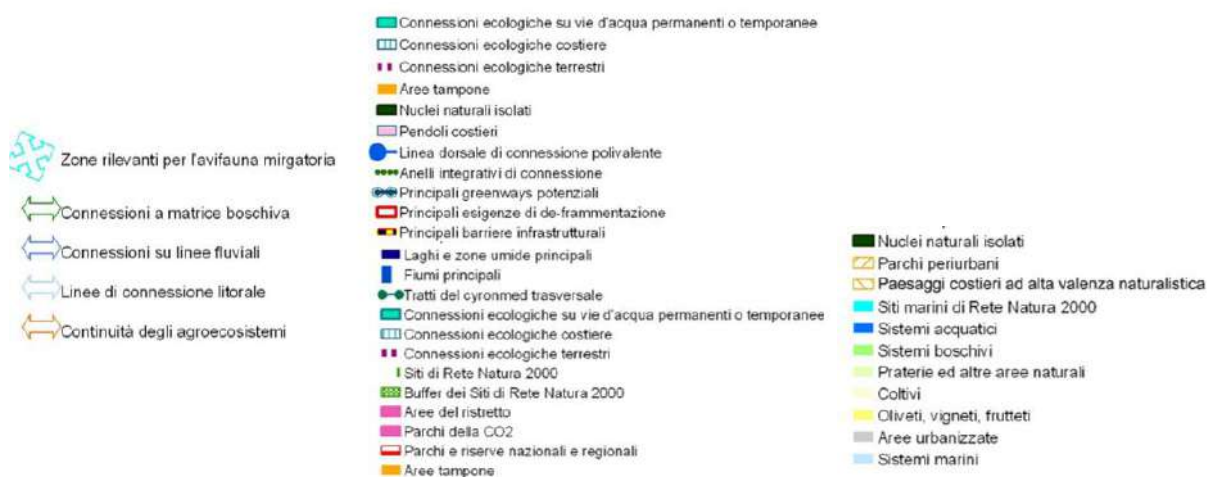 Zone rilevanti per l'avifauna mirgatoria
Connessioni a matrice boschiva
Connessioni su linee fluviali
Linee di connessione litorale
Continuità degli agroecosistemi
Connessioni ecologiche su vie d'acqua permanenti o temporanee
Connessioni ecologiche costiere
Connessioni ecologiche terrestri
Aree tampone
Nuclei naturali isolati
Pendoli costieri
Linea dorsale di connessione polivalente
Anelli integrativi di connessione
Principali greenways potenziali
Principali esigenze di de-frammentazione
Principali barriere infrastrutturali
Laghi e zone umide principali
Fiumi principali
Tratti del cyronmed trasversale
Connessioni ecologiche su vie d'acqua permanenti o temporanee
Connessioni ecologiche costiere
Connessioni ecologiche terrestri
Siti di Rete Natura 2000
Buffer dei Siti di Rete Natura 2000
Aree del ristretto
Parchi della CO2
Parchi e riserve nazionali e regionali
Aree tampone
Nuclei naturali isolati
Parchi periurbani
Paesaggi costieri ad alta valenza naturalistica
Siti marini di Rete Natura 2000
Sistemi acquatici
Sistemi boschivi
Praterie ed altre aree naturali
Coltivi
Oliveti, vigneti, frutteti
Aree urbanizzate
Sistemi marini